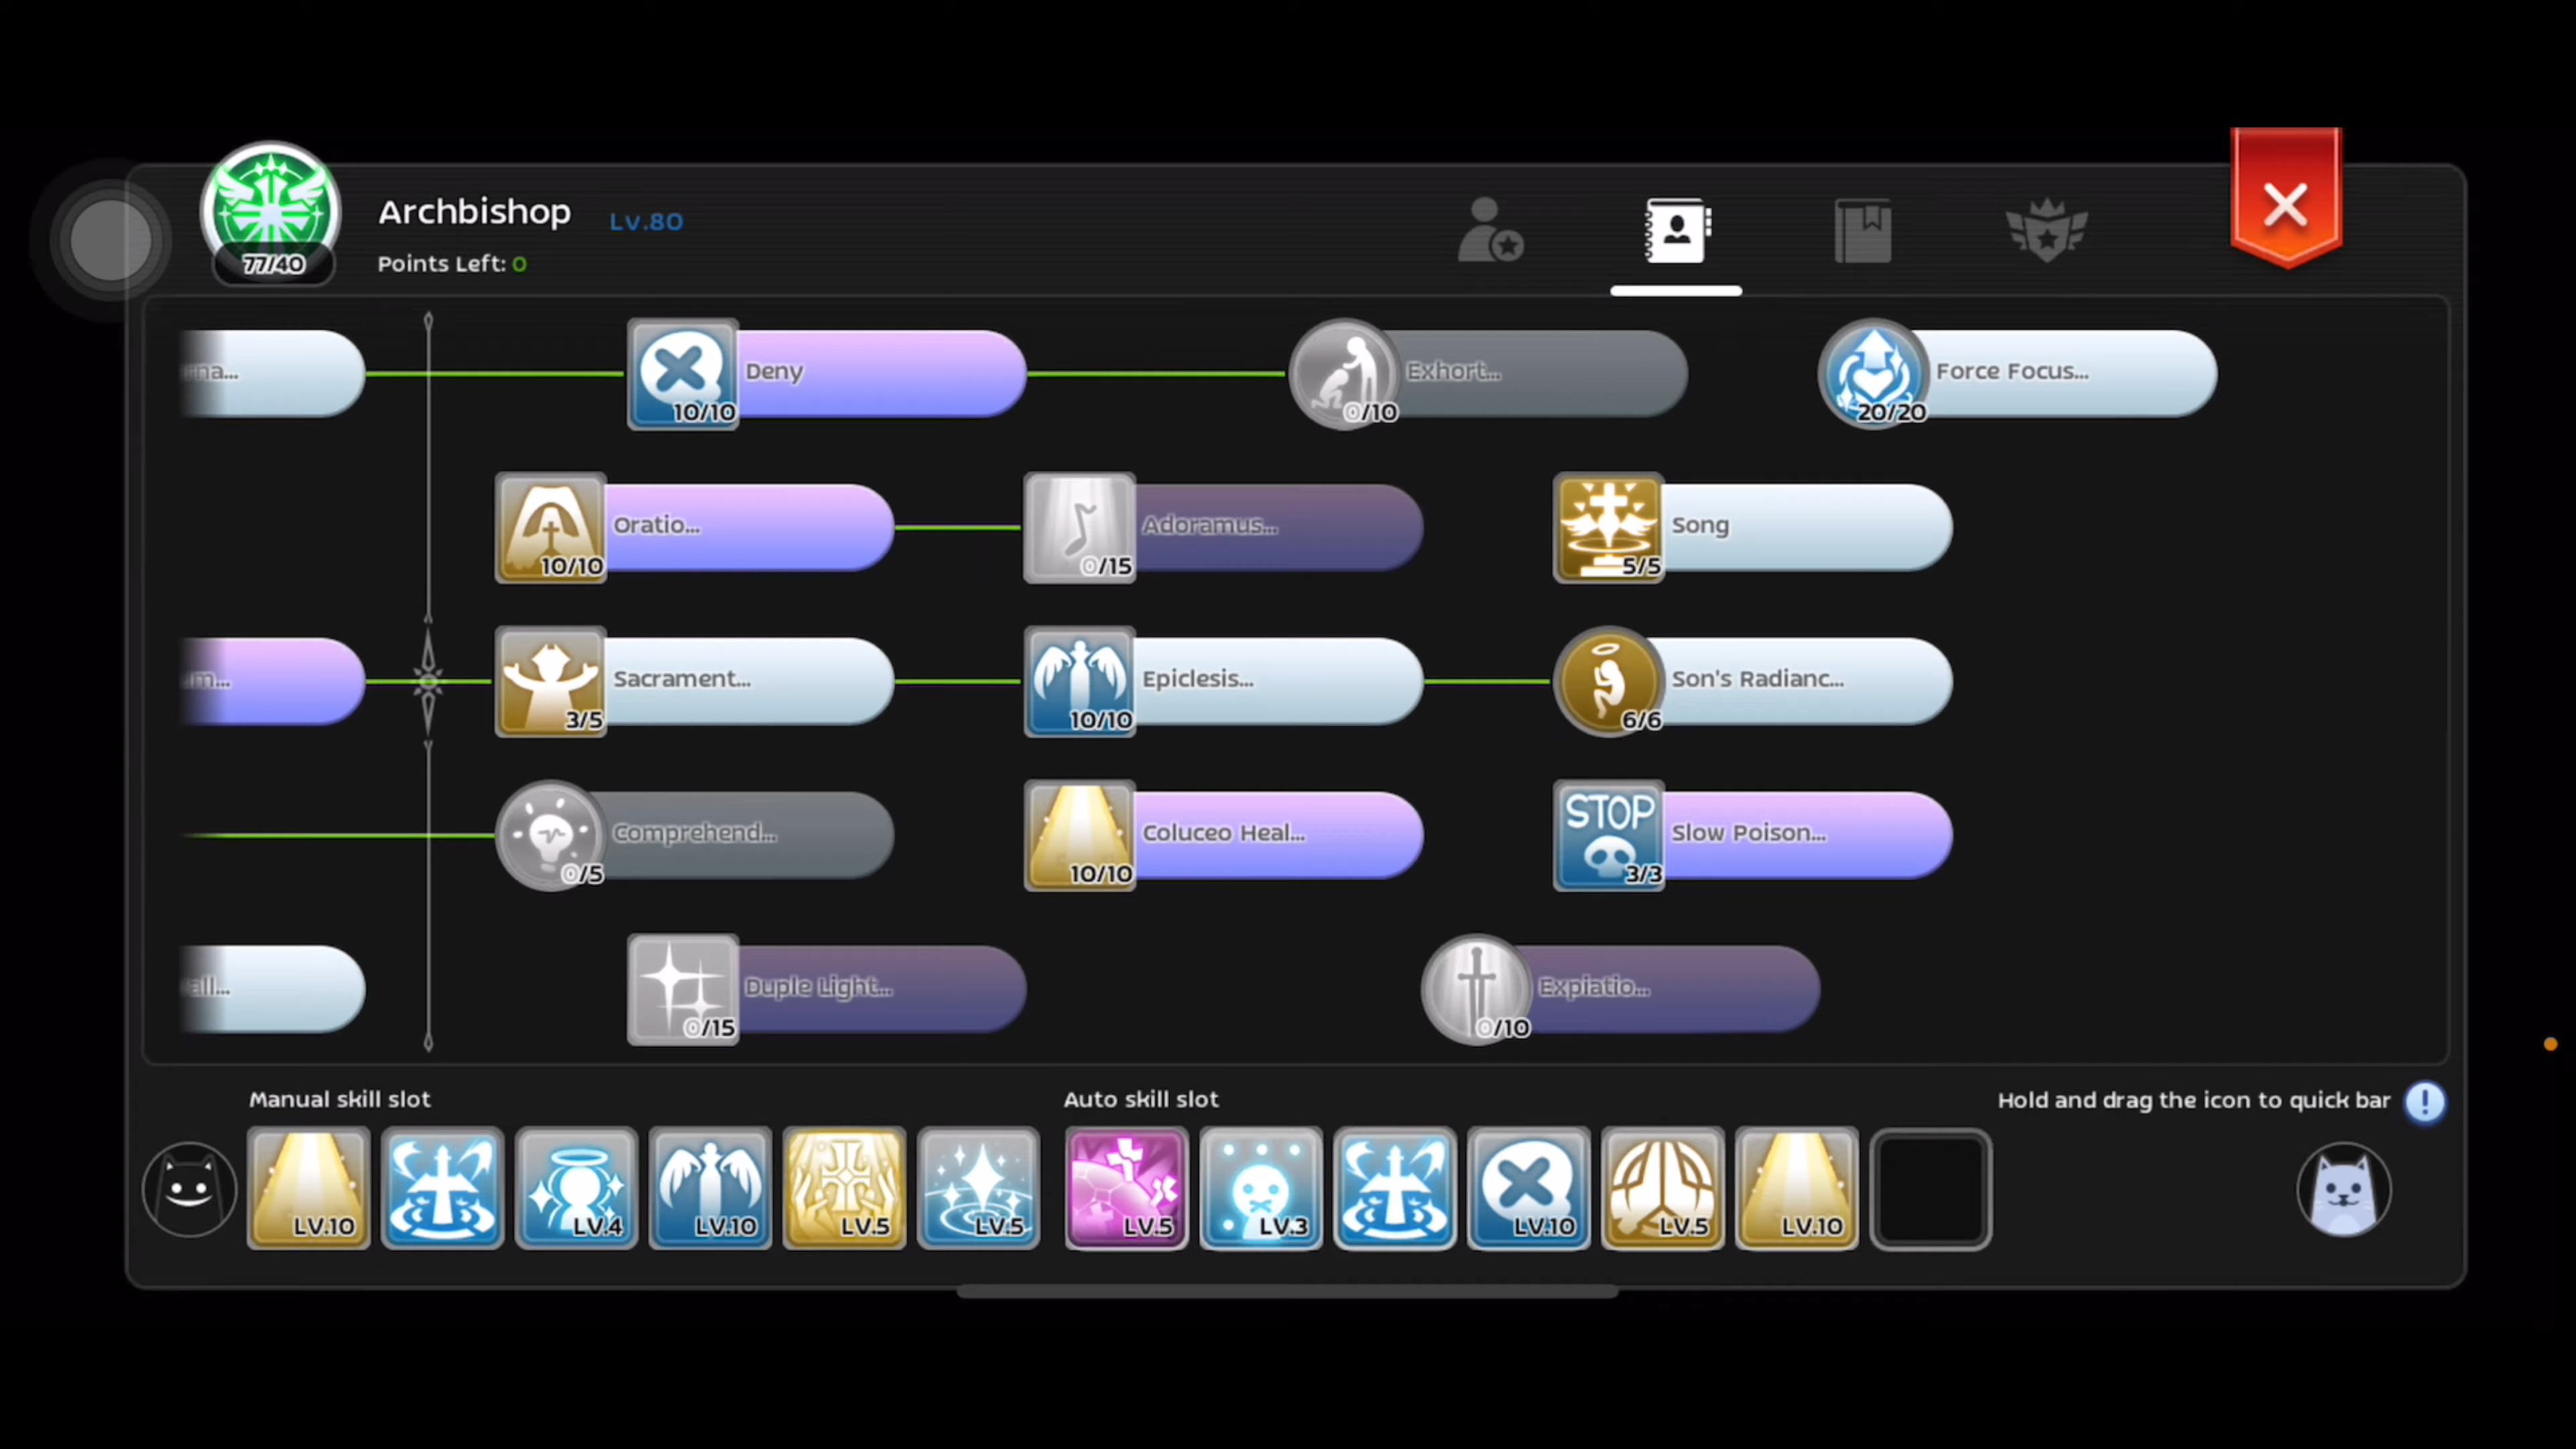 Archbishop Lv.80
77/40
Points Left: 0
ina...
Deny
10/10
Exhort...
0/10
Force Focus...
20/20
Oratio...
10/10
Adoramus...
0/15
Song
5/5
Sacrament...
3/5
Epiclesis...
10/10
Son's Radianc...
6/6
Comprehend...
0/5
Coluceo Heal...
10/10
STOP
Slow Poison...
3/3
all...
Duple Light...
0/15
Expiatio...
0/10
Manual skill slot
Auto skill slot
Hold and drag the icon to quick bar !
LV.10
LV.4
LV.10
LV.5
LV.5
LV.5
LV.3
LV.10
LV.5
LV.10